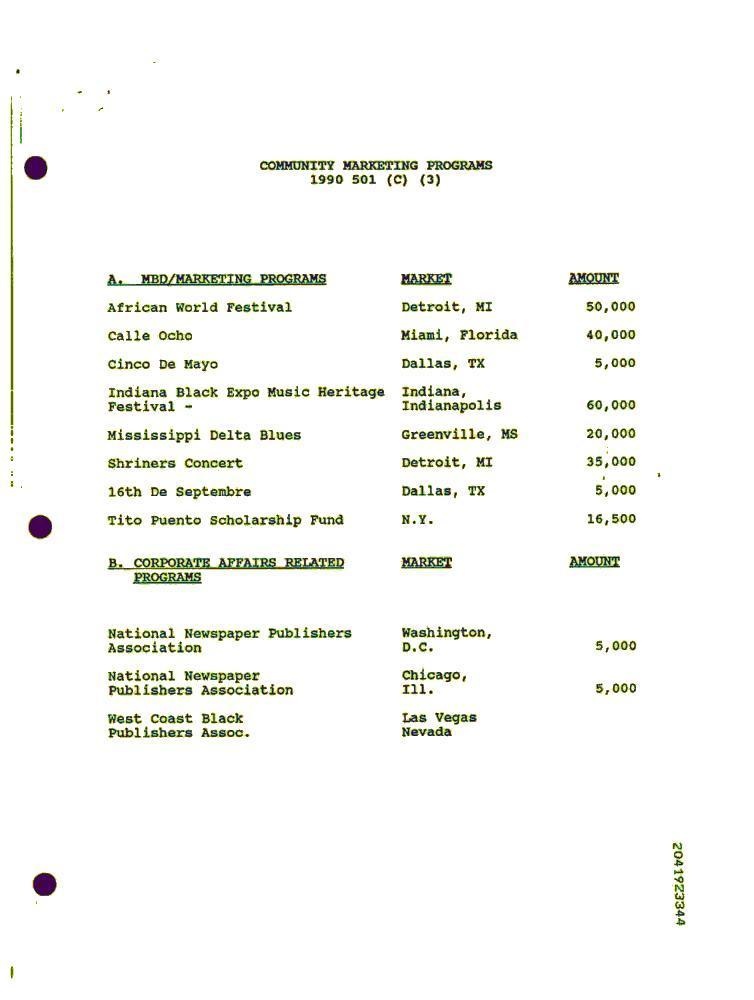 COMMUNITY MARKETING PROGRAMS
1990 501 (C) (3)
A. MBD/MARKETING PROGRAMS MARKET AMOUNT
African World Festival Detroit, MI 50,000
Calle Ocho Miami, Florida 40,000
Cinco De Mayo Dallas, TX 5,000
Indiana Black Expo Music Heritage Indiana,
Festival - Indianapolis 60,000
Mississippi Delta Blues Greenville, MS 20,000
Shriners Concert Detroit, MI 35,000
16th De Septembre Dallas, TX 5,000
Tito Puento Scholarship Fund N.Y. 16,500
B. CORPORATE AFFAIRS RELATED MARKET AMOUNT
PROGRAMS
National Newspaper Publishers Washington,
Association D.C. 5,000
National Newspaper Chicago,
Publishers Association Ill. 5,000
West Coast Black Las Vegas
Publishers Assoc. Nevada
2041923344